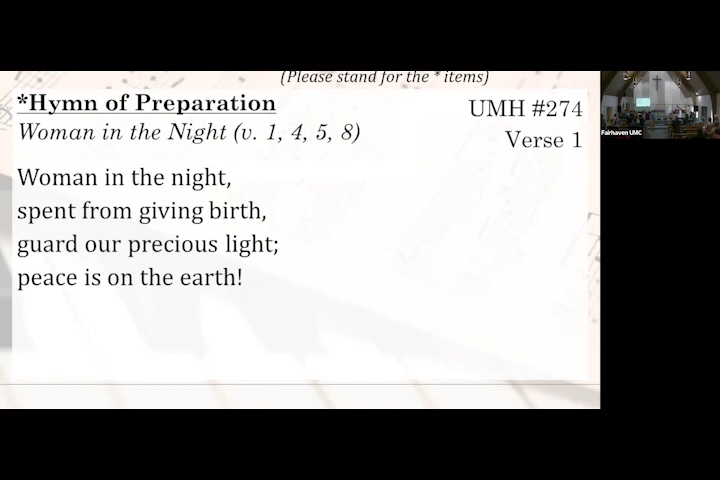 (Please stand for the * items)
*Hymn of Preparation
UMH #274
Woman in the Night (v. 1, 4, 5, 8)
Verse 1
Woman in the night,
spent from giving birth,
guard our precious light;
peace is on the earth!
Fairhaven UMC